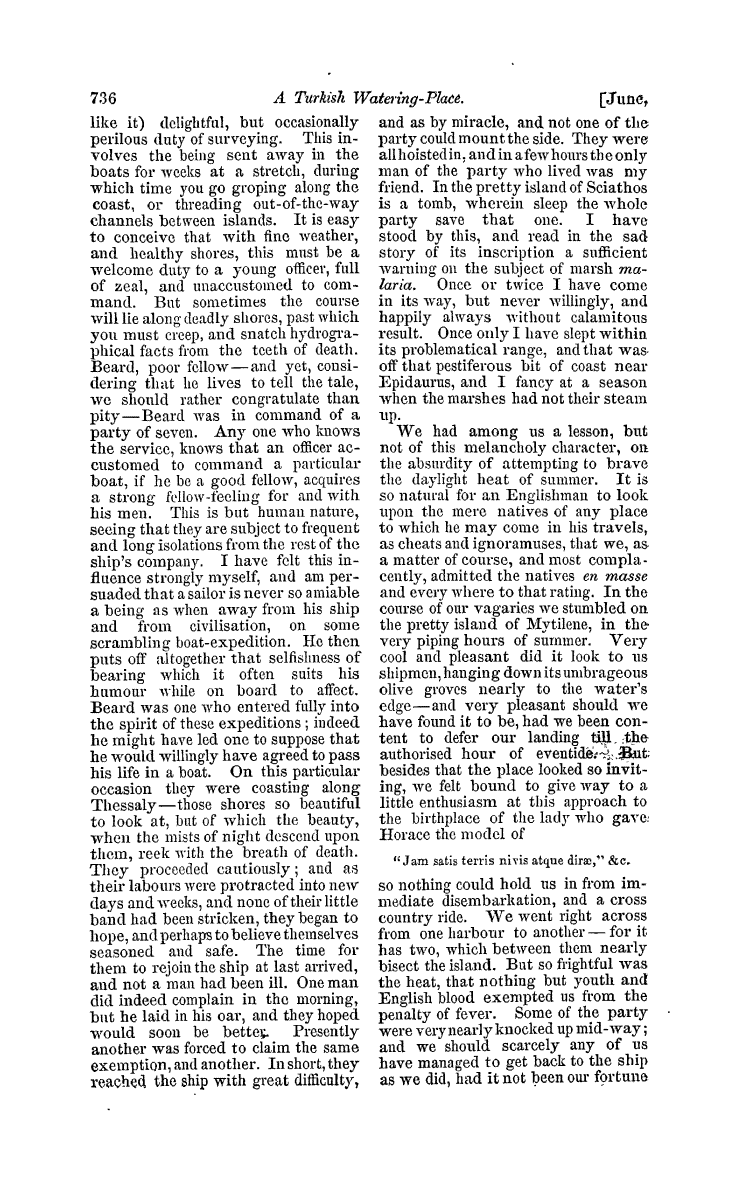 736 A Turkish Watering-Place. [June,
like it) delightful, but occasionally
perilous duty of surveying. This in-
volves the being sent away in the
boats for weeks at a stretch, during
which time you go groping along the
coast, or threading out-of-the-way
channels between islands. It is easy
to conceive that with fine weather,
and healthy shores, this must be a
welcome duty to a young officer, full
of zeal, and unaccustomed to com-
mand. But sometimes the course
will lie along deadly shores, past which
you must creep, and snatch hydrogra-
phical facts from the teeth of death.
Beard, poor fellow—and yet, consi-
dering that he lives to tell the tale,
we should rather congratulate than
pity—Beard was in command of a
party of seven. Any one who knows
the service, knows that an officer ac-
customed to command a particular
boat, if he be a good fellow, acquires
a strong fellow-feeling for and with
his men. This is but human nature,
seeing that they are subject to frequent
and long isolations from the rest of the
ship's company. I have felt this in-
fluence strongly myself, and am per-
suaded that a sailor is never so amiable
a being as when away from his ship
and from civilisation, on some
scrambling boat-expedition. He then
puts off altogether that selfishness of
bearing which it often suits his
humour while on board to affect.
Beard was one who entered fully into
the spirit of these expeditions; indeed
he might have led one to suppose that
he would willingly have agreed to pass
his life in a boat. On this particular
occasion they were coasting along
Thessaly—those shores so beautiful
to look at, but of which the beauty,
when the mists of night descend upon
them, reek with the breath of death.
They proceeded cautiously; and as
their labours were protracted into new
days and weeks, and none of their little
band had been stricken, they began to
hope, and perhaps to believe themselves
seasoned and safe. The time for
them to rejoin the ship at last arrived,
and not a man had been ill. One man
did indeed complain in the morning,
but he laid in his oar, and they hoped
would soon be better. Presently
another was forced to claim the same
exemption, and another. In short, they
reached the ship with great difficulty,
and as by miracle, and not one of the
party could mount the side. They were
all hoisted in, and in a few hours the only
man of the party who lived was my
friend. In the pretty island of Sciathos
is a tomb, wherein sleep the whole
party save that one. I have
stood by this, and read in the sad
story of its inscription a sufficient
warning on the subject of marsh ma-
laria. Once or twice I have come
in its way, but never willingly, and
happily always without calamitous
result. Once only I have slept within
its problematical range, and that was
off that pestiferous bit of coast near
Epidaurus, and I fancy at a season
when the marshes had not their steam
up.
We had among us a lesson, but
not of this melancholy character, on
the absurdity of attempting to brave
the daylight heat of summer. It is
so natural for an Englishman to look
upon the mere natives of any place
to which he may come in his travels,
as cheats and ignoramuses, that we, as
a matter of course, and most compla-
cently, admitted the natives en masse
and every where to that rating. In the
course of our vagaries we stumbled on
the pretty island of Mytilene, in the
very piping hours of summer. Very
cool and pleasant did it look to us
shipmen, hanging down its umbrageous
olive groves nearly to the water's
edge—and very pleasant should we
have found it to be, had we been con-
tent to defer our landing till the
authorised hour of eventide. But
besides that the place looked so invit-
ing, we felt bound to give way to a
little enthusiasm at this approach to
the birthplace of the lady who gave
Horace the model of
"Jam satis terris nivis atque diræ," &c.
so nothing could hold us in from im-
mediate disembarkation, and a cross
country ride. We went right across
from one harbour to another—for it
has two, which between them nearly
bisect the island. But so frightful was
the heat, that nothing but youth and
English blood exempted us from the
penalty of fever. Some of the party
were very nearly knocked up mid-way;
and we should scarcely any of us
have managed to get back to the ship
as we did, had it not been our fortune